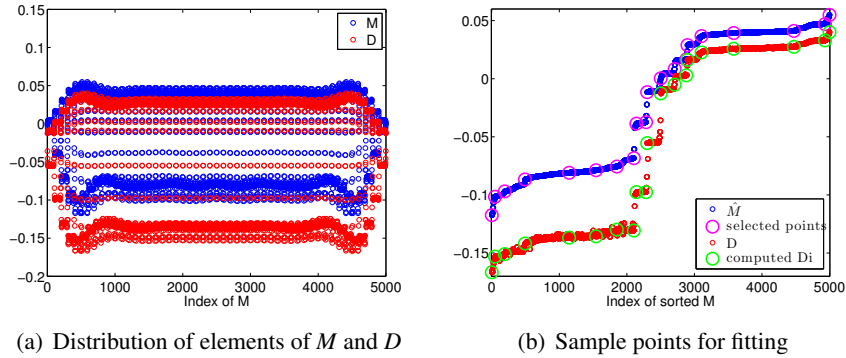 0.15
0.1
0.05
0
−0.05
−0.1
−0.15
−0.2
0 1000 2000 3000 4000 5000
Index of M
M
D
(a) Distribution of elements of M and D
0.05
0
−0.05
−0.1
−0.15
0 1000 2000 3000 4000 5000
Index of sorted M
M̂
selected points
D
computed Di
(b) Sample points for fitting